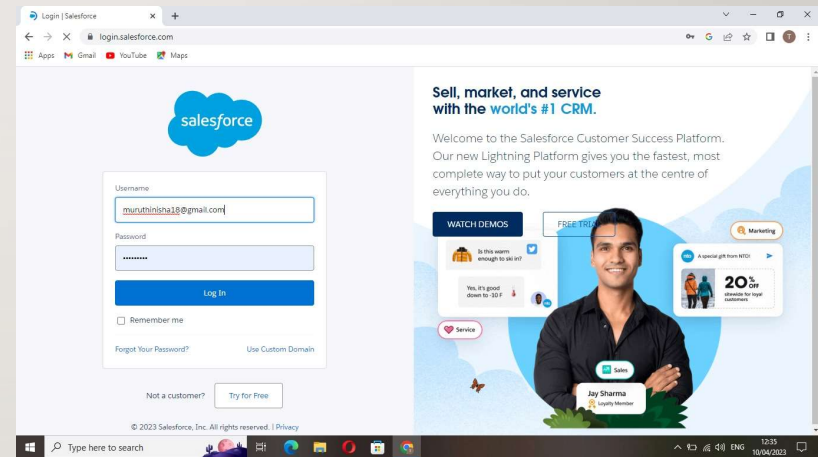 Login | Salesforce
login.salesforce.com
Apps
Gmail
YouTube
Maps
salesforce
Username
muruthinisha18@gmail.com
Password
Log In
Remember me
Forgot Your Password?
Use Custom Domain
Not a customer?
Try for Free
© 2023 Salesforce, Inc. All rights reserved. | Privacy
Sell, market, and service
with the world's #1 CRM.
Welcome to the Salesforce Customer Success Platform.
Our new Lightning Platform gives you the fastest, most
complete way to put your customers at the centre of
everything you do.
WATCH DEMOS
FREE TRIA
Marketing
Is this warm
enough to ski in?
Yes, it's good
down to -10 F
A special gift from NTO!
20% OFF
sitewide for loyal
customers
Service
Sales
Jay Sharma
Loyalty Member
Type here to search
ENG
12:35
10/04/2023